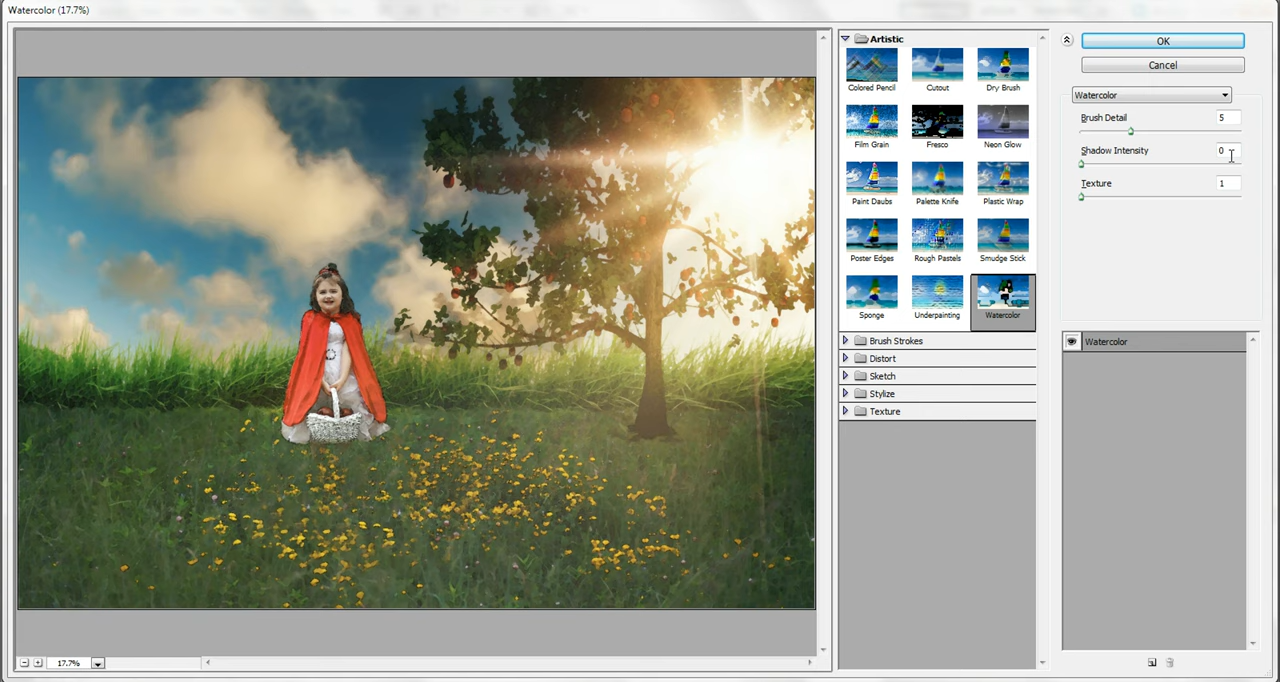 Watercolor (17.7%)
Artistic
Colored Pencil
Cutout
Dry Brush
Film Grain
Fresco
Neon Glow
Paint Daubs
Palette Knife
Plastic Wrap
Poster Edges
Rough Pastels
Smudge Stick
Sponge
Underpainting
Watercolor
Brush Strokes
Distort
Sketch
Stylize
Texture
OK
Cancel
Watercolor
Brush Detail 5
Shadow Intensity 0
Texture 1
Watercolor
17.7%